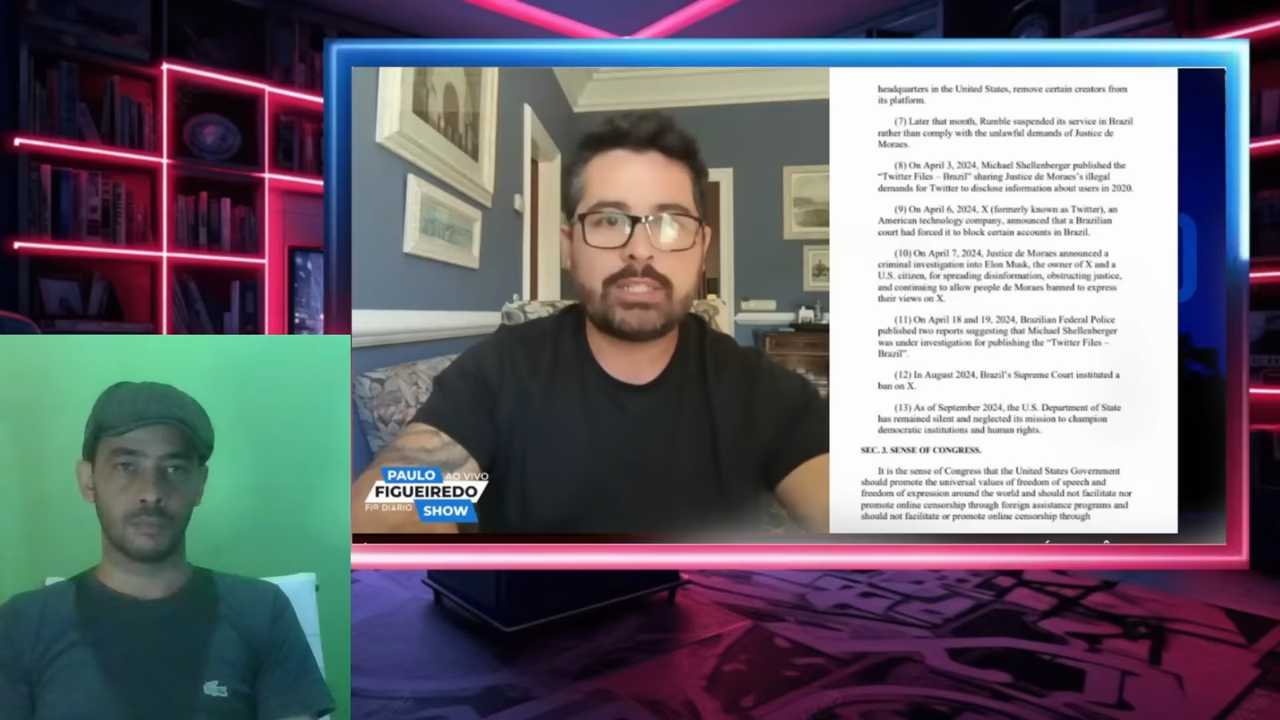 headquarters in the United States, remove certain creators from
its platform.
(7) Later that month, Rumble suspended its service in Brazil
rather than comply with the unlawful demands of Justice de
Moraes.
(8) On April 3, 2024, Michael Shellenberger published the
“Twitter Files – Brazil” sharing Justice de Moraes’s illegal
demands for Twitter to disclose information about users in 2020.
(9) On April 6, 2024, X (formerly known as Twitter), an
American technology company, announced that a Brazilian
court had forced it to block certain accounts in Brazil.
(10) On April 7, 2024, Justice de Moraes announced a
criminal investigation into Elon Musk, the owner of X and a
U.S. citizen, for spreading disinformation, obstructing justice,
and continuing to allow people de Moraes banned to express
their views on X.
(11) On April 18 and 19, 2024, Brazilian Federal Police
published two reports suggesting that Michael Shellenberger
was under investigation for publishing the “Twitter Files –
Brazil”.
(12) In August 2024, Brazil’s Supreme Court instituted a
ban on X.
(13) As of September 2024, the U.S. Department of State
has remained silent and neglected its mission to champion
democratic institutions and human rights.
SEC. 3. SENSE OF CONGRESS.
It is the sense of Congress that the United States Government
should promote the universal values of freedom of speech and
freedom of expression around the world and should not facilitate nor
promote online censorship through foreign assistance programs and
should not facilitate or promote online censorship through
PAULO AO VIVO
FIGUEIREDO
DIÁRIO SHOW